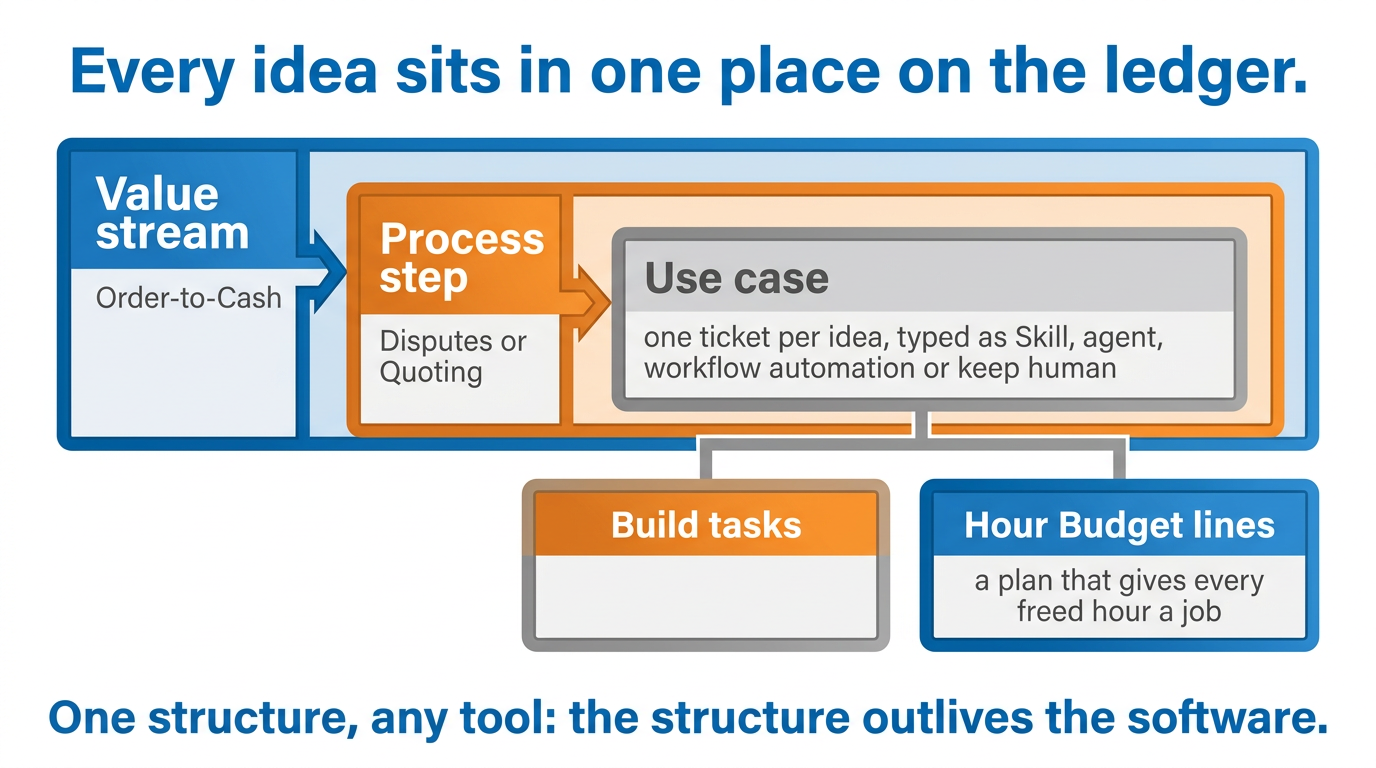 Every idea sits in one place on the ledger.
Value
stream
Order-to-Cash
Process
step
Disputes or
Quoting
Use case
one ticket per idea, typed as Skill, agent,
workflow automation or keep human
Build tasks
Hour Budget lines
a plan that gives every
freed hour a job
One structure, any tool: the structure outlives the software.